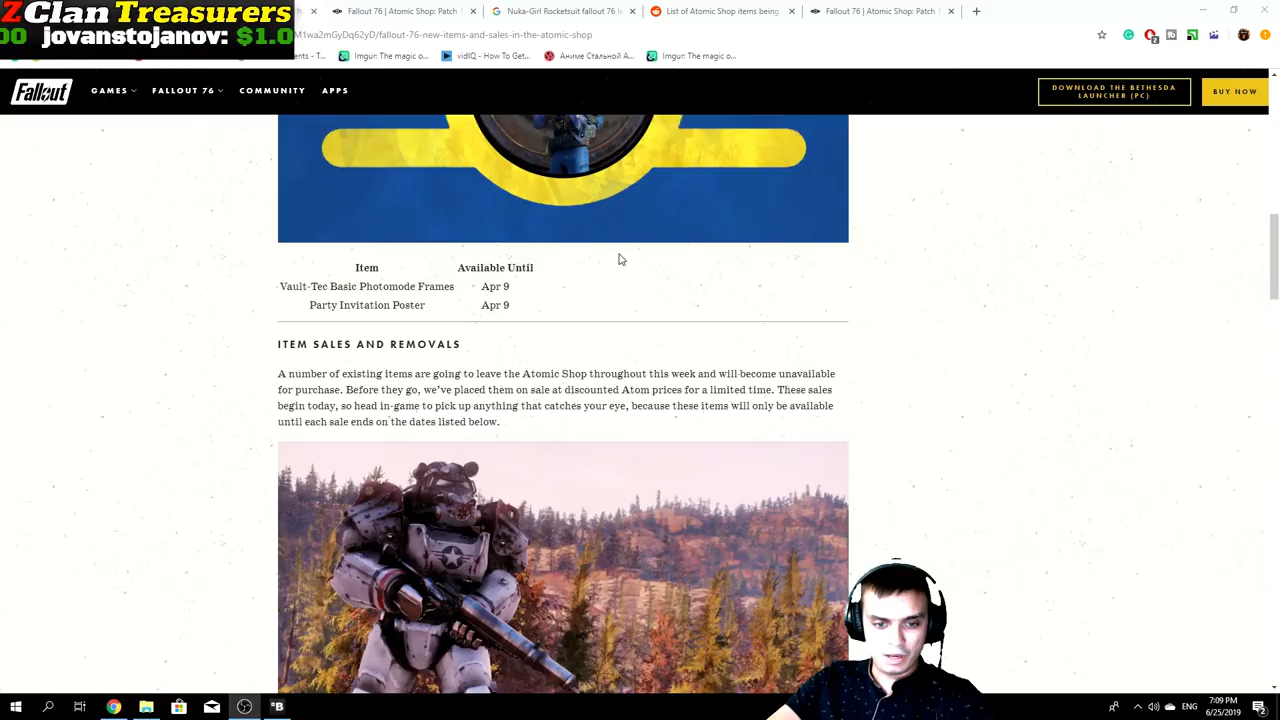 ZClan Treasurers
00 jovanstojanov: $1.0
Fallout 76 | Atomic Shop: Patch
Nuka-Girl Rocketsuit fallout 76 le
List of Atomic Shop items being
Fallout 76 | Atomic Shop: Patch
M1wa2mGyDq62yD/fallout-76-new-items-and-sales-in-the-atomic-shop
ents - T...
Imgur: The magic o...
vidIQ - How To Get...
Аниме Стальной А...
Imgur: The magic o...
Fallout
GAMES
FALLOUT 76
COMMUNITY
APPS
DOWNLOAD THE BETHESDA
LAUNCHER (PC)
BUY NOW
Item Available Until
Vault-Tec Basic Photomode Frames Apr 9
Party Invitation Poster Apr 9
ITEM SALES AND REMOVALS
A number of existing items are going to leave the Atomic Shop throughout this week and will become unavailable
for purchase. Before they go, we've placed them on sale at discounted Atom prices for a limited time. These sales
begin today, so head in-game to pick up anything that catches your eye, because these items will only be available
until each sale ends on the dates listed below.
ENG
7:09 PM
6/25/2019